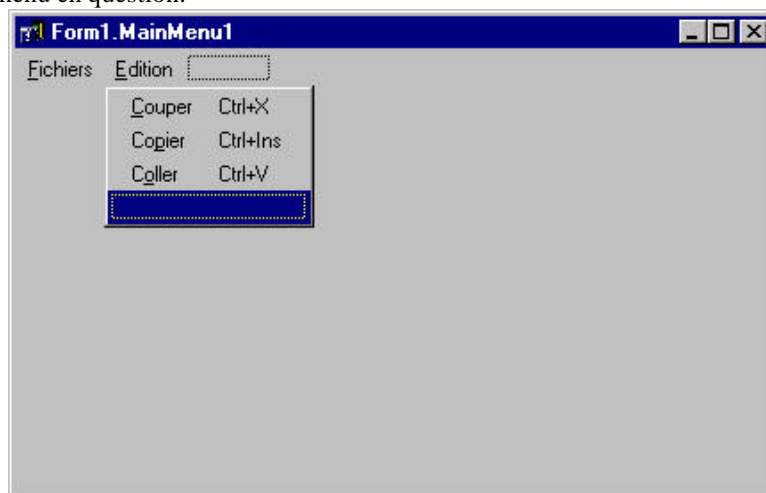 menu en question.
Form1.MainMenu1
Fichiers Edition
Couper Ctrl+X
Copier Ctrl+Ins
Coller Ctrl+V